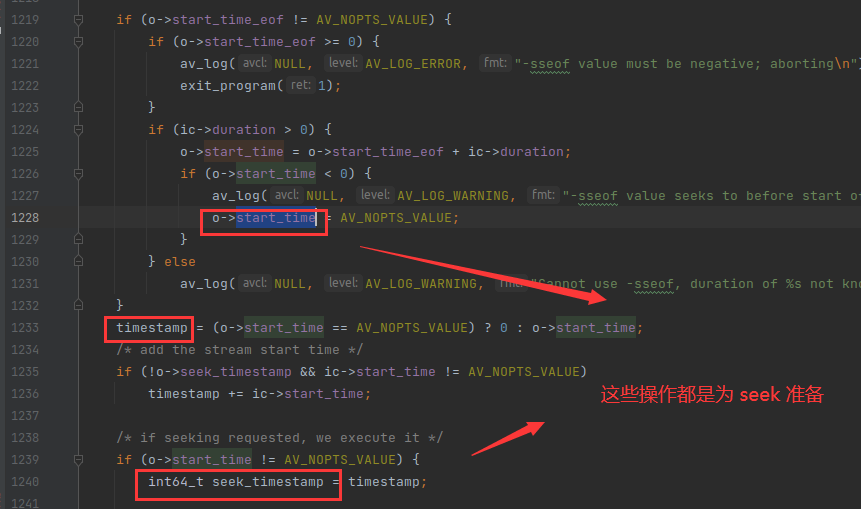 1219 if (o->start_time_eof != AV_NOPTS_VALUE) {
1220 if (o->start_time_eof >= 0) {
1221 av_log( avcl: NULL, level: AV_LOG_ERROR, fmt: "-sseof value must be negative; aborting\n")
1222 exit_program( ret: 1);
1223 }
1224 if (ic->duration > 0) {
1225 o->start_time = o->start_time_eof + ic->duration;
1226 if (o->start_time < 0) {
1227 av_log( avcl: NULL, level: AV_LOG_WARNING, fmt: "-sseof value seeks to before start of
1228 o->start_time = AV_NOPTS_VALUE;
1229 }
1230 } else
1231 av_log( avcl: NULL, level: AV_LOG_WARNING, fmt: "Cannot use -sseof, duration of %s not kno
1232 }
1233 timestamp = (o->start_time == AV_NOPTS_VALUE) ? 0 : o->start_time;
1234 /* add the stream start time */
1235 if (!o->seek_timestamp && ic->start_time != AV_NOPTS_VALUE)
1236 timestamp += ic->start_time;
这些操作都是为 seek 准备
1237
1238 /* if seeking requested, we execute it */
1239 if (o->start_time != AV_NOPTS_VALUE) {
1240 int64_t seek_timestamp = timestamp;
1241